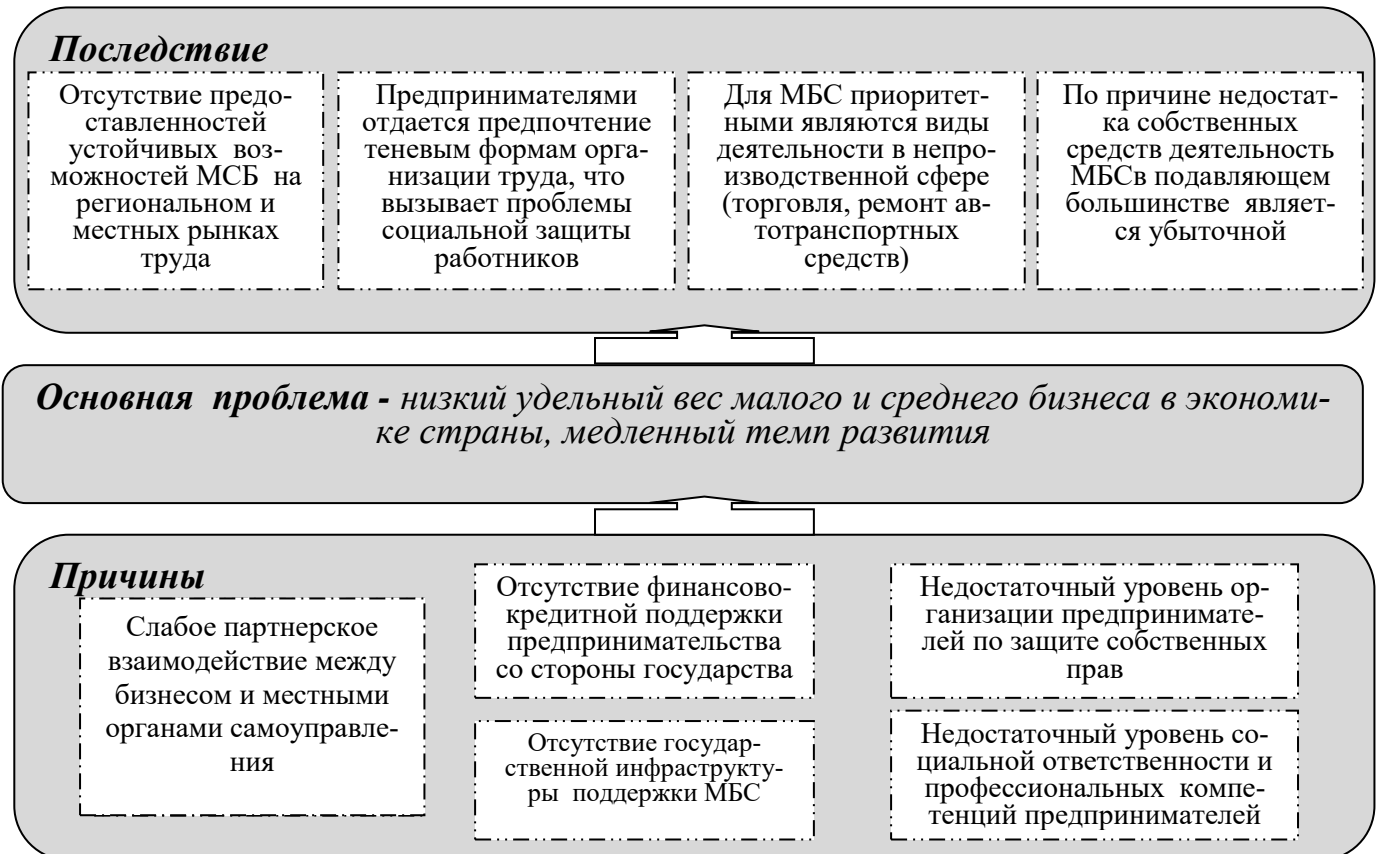 Последствие
Отсутствие предо-
ставленностей
устойчивых воз-
можностей МСБ на
региональном и
местных рынках
труда
Предпринимателями
отдается предпочтение
теневым формам орга-
низации труда, что
вызывает проблемы
социальной защиты
работников
Для МБС приоритет-
ными являются виды
деятельности в непро-
изводственной сфере
(торговля, ремонт ав-
тотранспортных
средств)
По причине недостат-
ка собственных
средств деятельность
МБСв подавляющем
большинстве являет-
ся убыточной
Основная проблема - низкий удельный вес малого и среднего бизнеса в экономи-
ке страны, медленный темп развития
Причины
Слабое партнерское
взаимодействие между
бизнесом и местными
органами самоуправле-
ния
Отсутствие финансово-
кредитной поддержки
предпринимательства
со стороны государства
Отсутствие государ-
ственной инфраструкту-
ры поддержки МБС
Недостаточный уровень ор-
ганизации предпринимате-
лей по защите собственных
прав
Недостаточный уровень со-
циальной ответственности и
профессиональных компе-
тенций предпринимателей